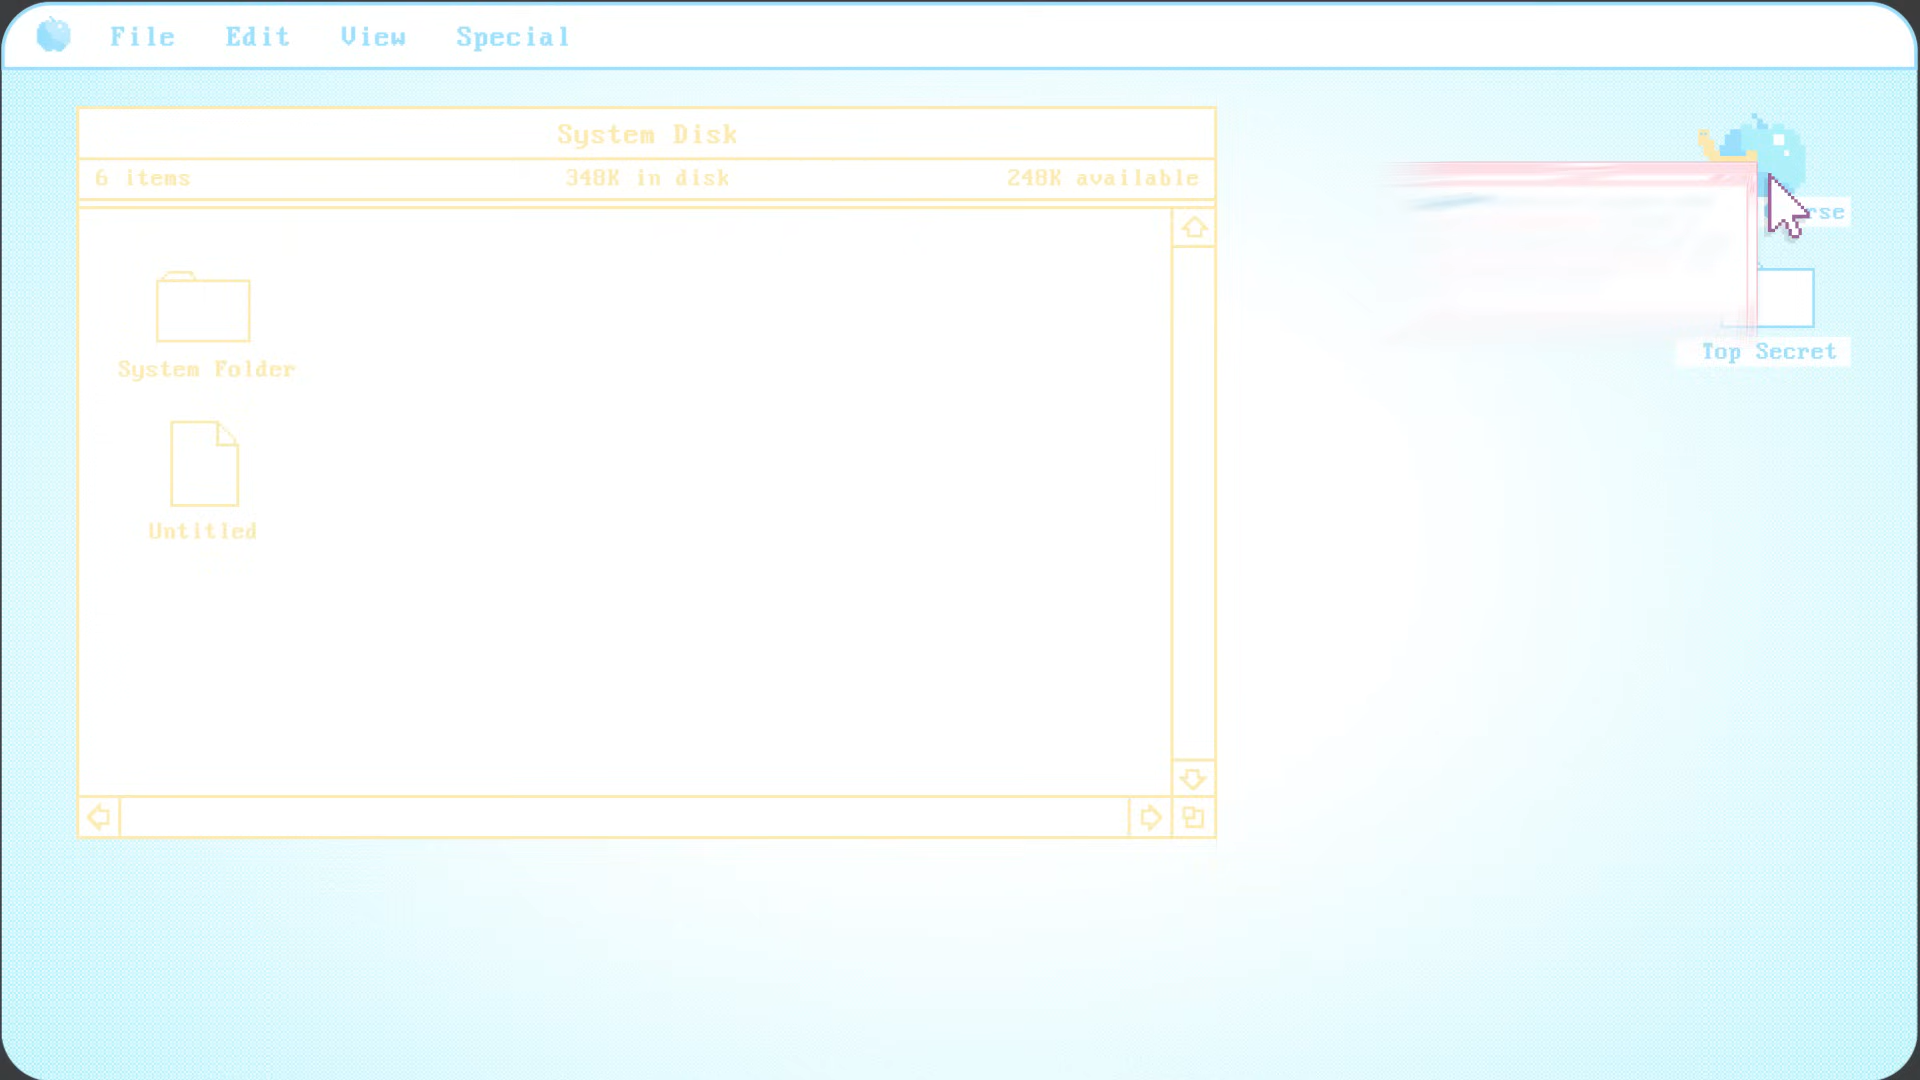 File Edit View Special
System Disk
6 items 348K in disk 248K available
System Folder
Untitled
Top Secret